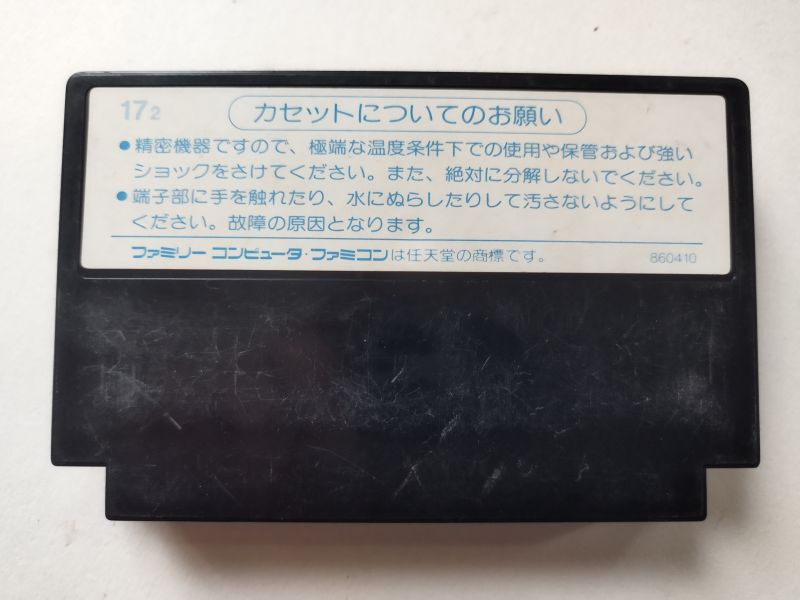 172
カセットについてのお願い
●精密機器ですので、極端な温度条件下での使用や保管および強い
ショックをさけてください。また、絶対に分解しないでください。
●端子部に手を触れたり、水にぬらしたりして汚さないようにして
ください。故障の原因となります。
ファミリーコンピュータ・ファミコンは任天堂の商標です。
860410